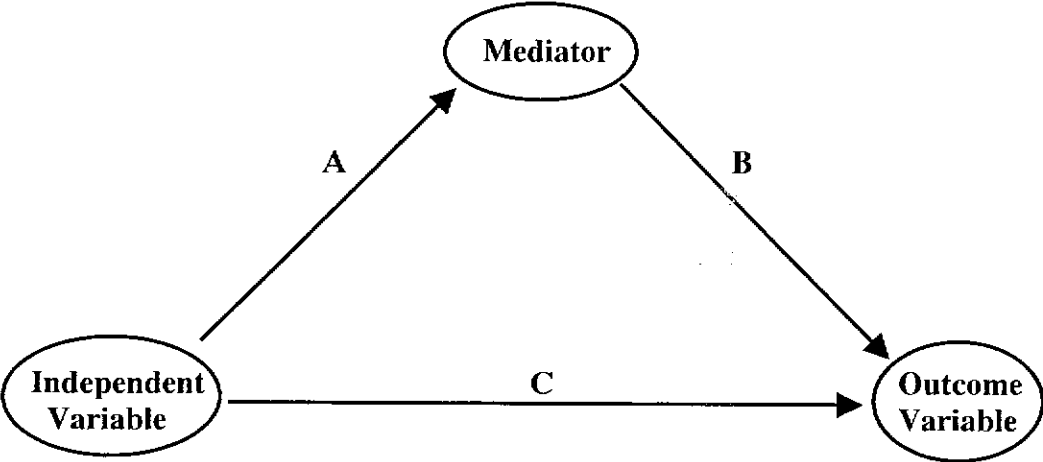 Mediator
A
B
C
Independent
Variable
Outcome
Variable